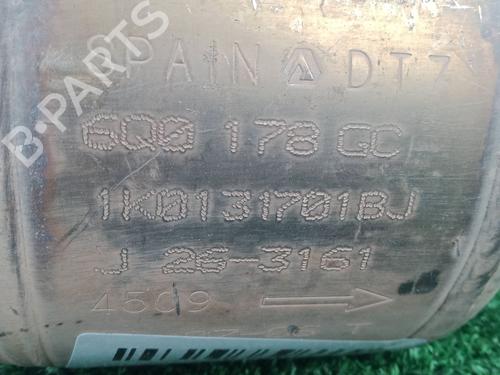 SPAIN DTZ
6Q0 178 GC
1K0131701BJ
J 26-3161
4509
B-PARTS